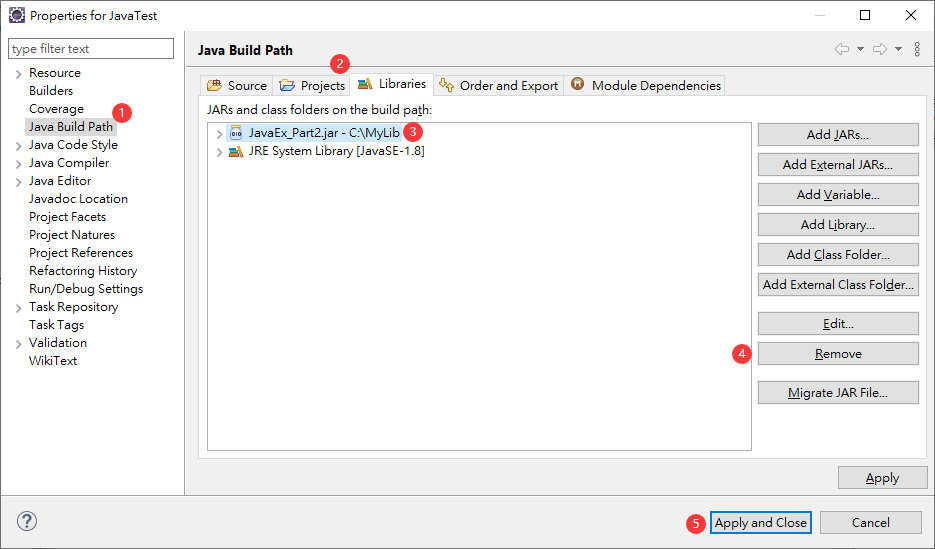 Properties for JavaTest
type filter text
Resource
Builders
Coverage
1
Java Build Path
Java Code Style
Java Compiler
Java Editor
Javadoc Location
Project Facets
Project Natures
Project References
Refactoring History
Run/Debug Settings
Task Repository
Task Tags
Validation
WikiText
Java Build Path
2
Source
Projects
Libraries
Order and Export
Module Dependencies
JARs and class folders on the build path:
JavaEx_Part2.jar - C:\MyLib 3
JRE System Library [JavaSE-1.8]
Add JARs...
Add External JARs...
Add Variable...
Add Library...
Add Class Folder...
Add External Class Folder...
Edit...
4 Remove
Migrate JAR File...
Apply
5 Apply and Close
Cancel